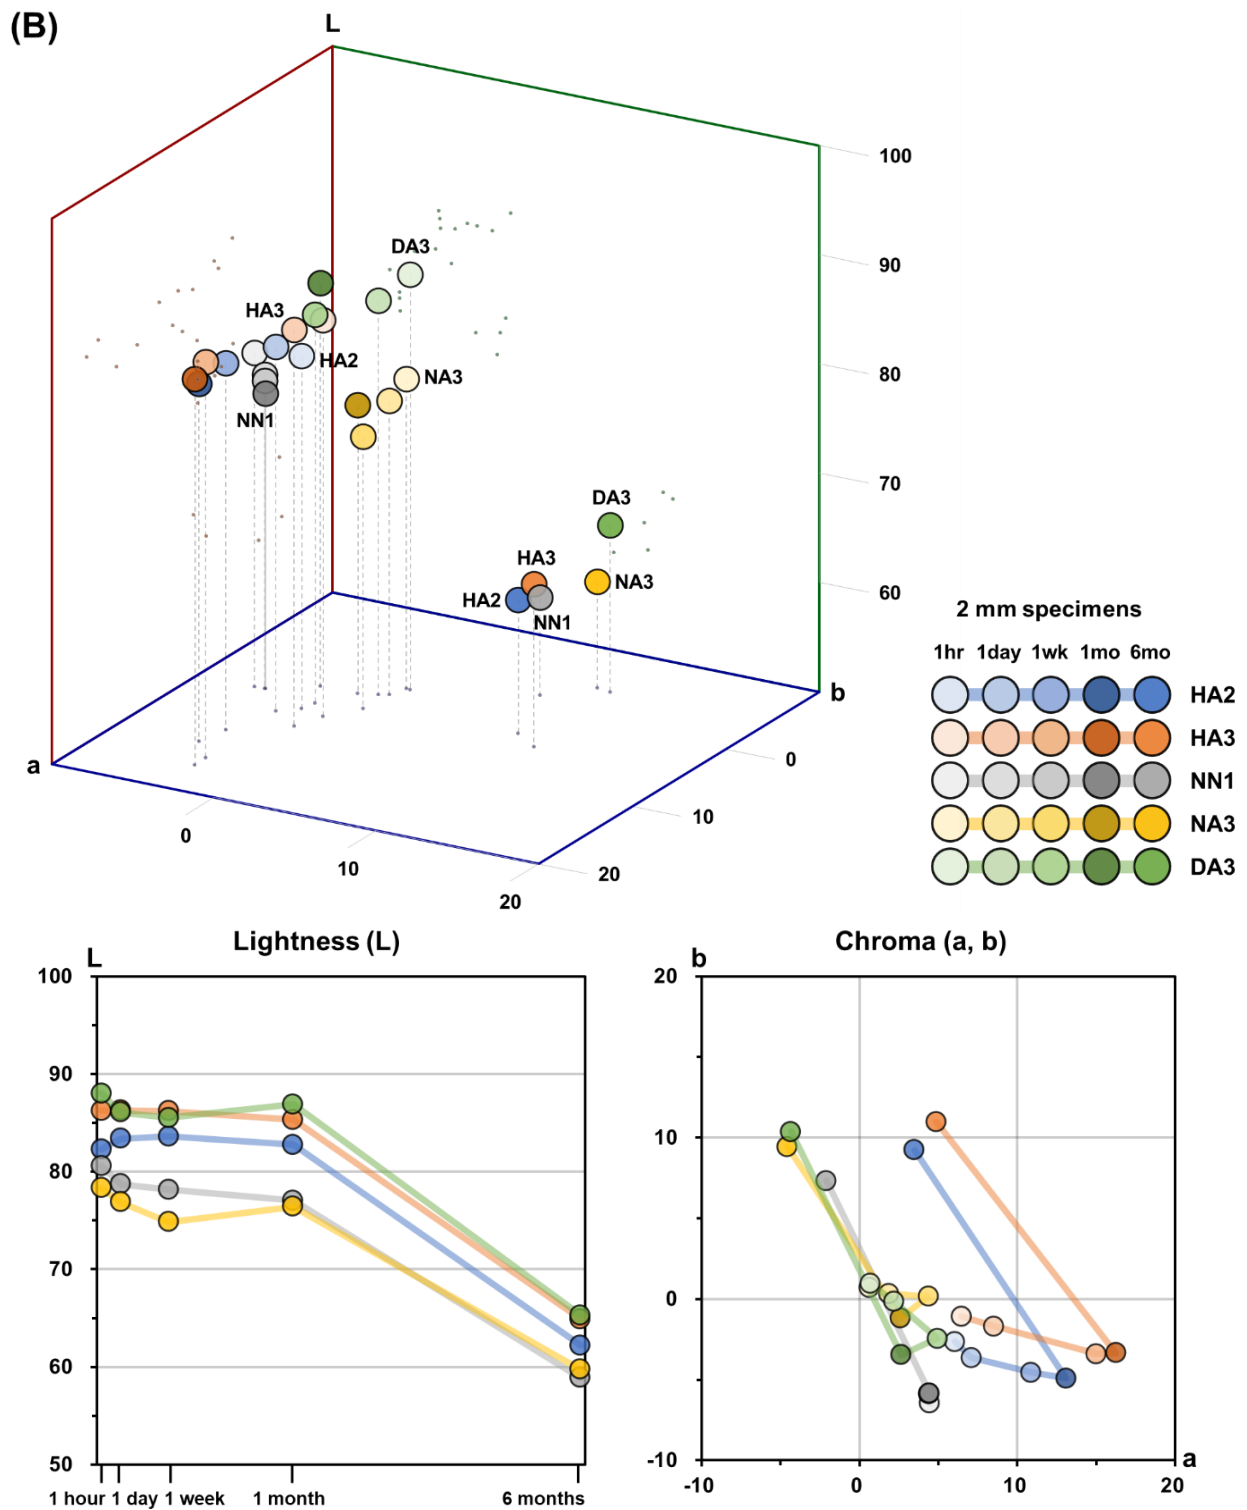 (B)
L
100
90
80
70
60
DA3
HA3
HA2
NA3
NN1
DA3
HA3
NA3
HA2
NN1
a
b
0
10
20
0
10
20
2 mm specimens
1hr 1day 1wk 1mo 6mo
HA2
HA3
NN1
NA3
DA3
Lightness (L)
L
100
90
80
70
60
50
1 hour 1 day 1 week 1 month 6 months
Chroma (a, b)
b
20
10
0
-10
a
-10 0 10 20